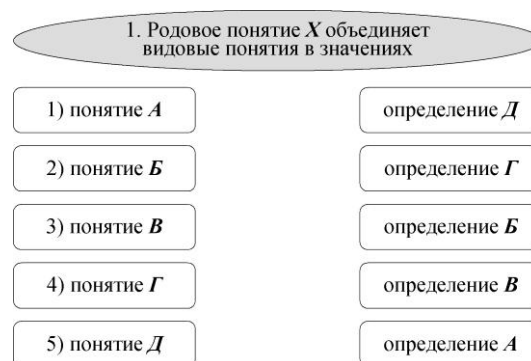 1. Родовое понятие Х объединяет
видовые понятия в значениях
1) понятие А
определение Д
2) понятие Б
определение Г
3) понятие В
определение Б
4) понятие Г
определение В
5) понятие Д
определение А